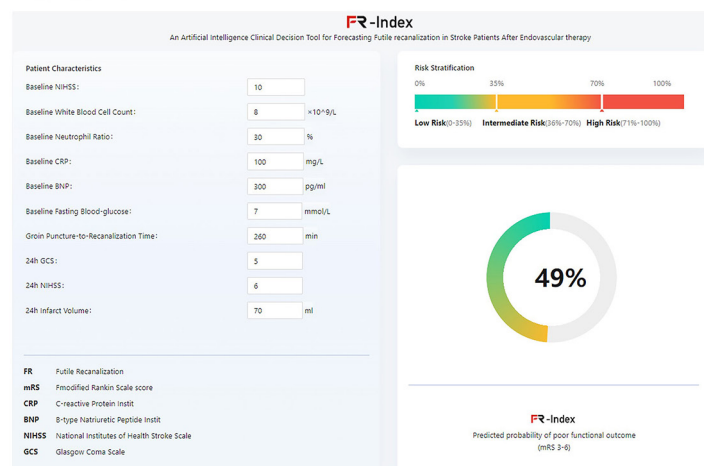 FR-Index
An Artificial Intelligence Clinical Decision Tool for Forecasting Futile recanalization in Stroke Patients After Endovascular therapy
Patient Characteristics
Baseline NIHSS: 10
Baseline White Blood Cell Count: 8 ×10^9/L
Baseline Neutrophil Ratio: 30 %
Baseline CRP: 100 mg/L
Baseline BNP: 300 pg/ml
Baseline Fasting Blood-glucose: 7 mmol/L
Groin Puncture-to-Recanalization Time: 260 min
24h GCS: 5
24h NIHSS: 6
24h Infarct Volume: 70 ml
FR Futile Recanalization
mRS Fmodified Rankin Scale score
CRP C-reactive Protein Instit
BNP B-type Natriuretic Peptide Instit
NIHSS National Institutes of Health Stroke Scale
GCS Glasgow Coma Scale
Risk Stratification
0% 35% 70% 100%
Low Risk(0-35%) Intermediate Risk(36%-70%) High Risk(71%-100%)
49%
FR-Index
Predicted probability of poor functional outcome
(mRS 3-6)